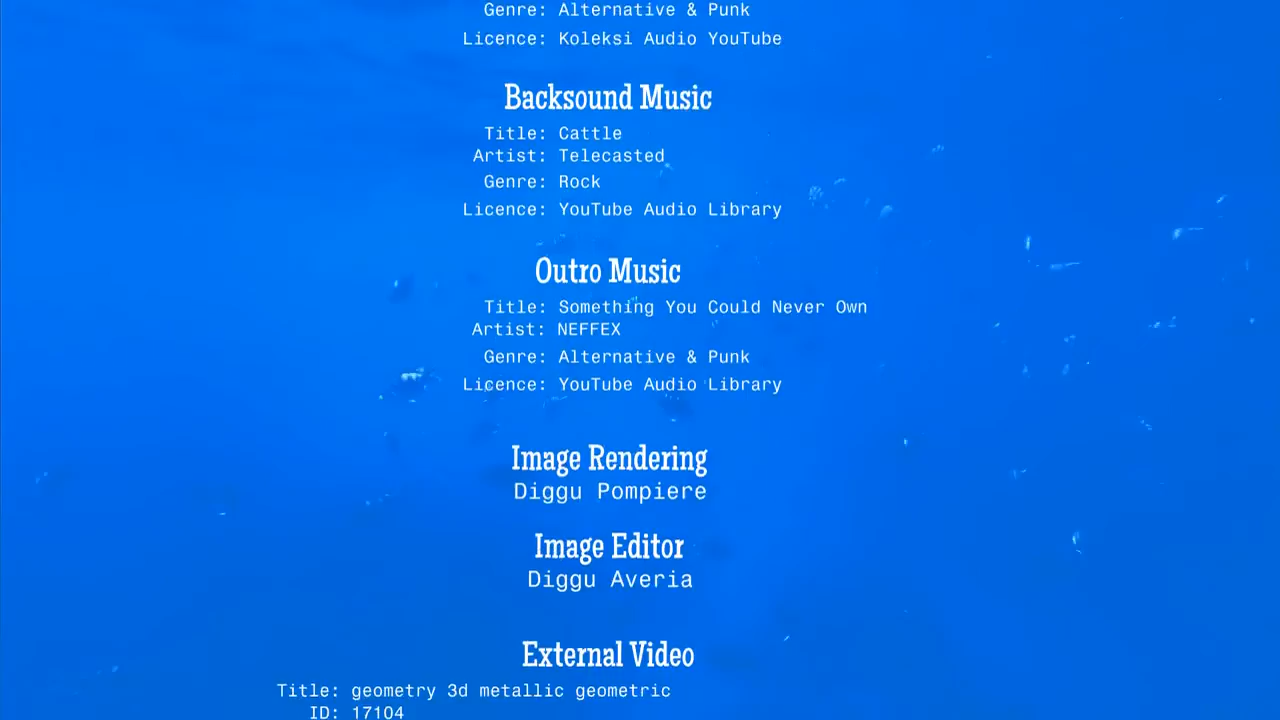 Genre: Alternative & Punk
Licence: Koleksi Audio YouTube
Backsound Music
Title: Cattle
Artist: Telecasted
Genre: Rock
Licence: YouTube Audio Library
Outro Music
Title: Something You Could Never Own
Artist: NEFFEX
Genre: Alternative & Punk
Licence: YouTube Audio Library
Image Rendering
Diggu Pompiere
Image Editor
Diggu Averia
External Video
Title: geometry 3d metallic geometric
ID: 17104